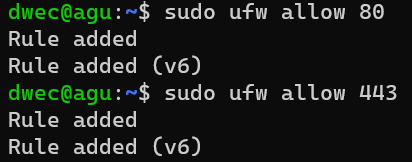 dwec@agu:~$ sudo ufw allow 80
Rule added
Rule added (v6)
dwec@agu:~$ sudo ufw allow 443
Rule added
Rule added (v6)